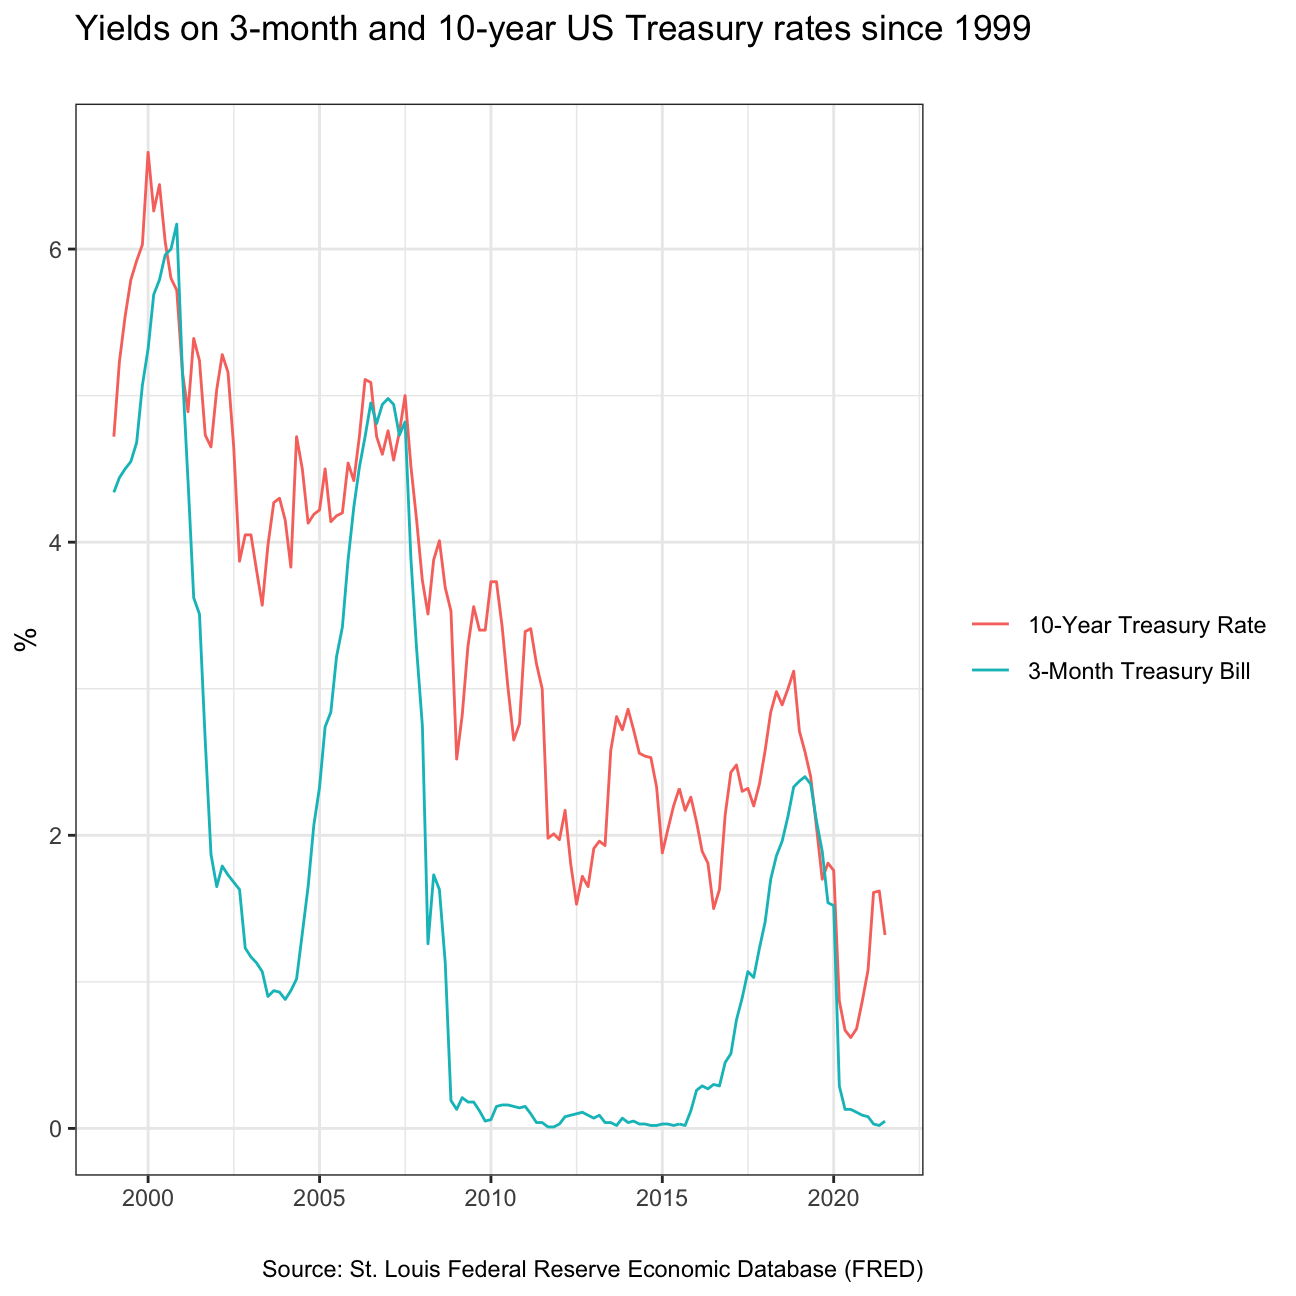 Yields on 3-month and 10-year US Treasury rates since 1999
6
4
2
0
%
2000
2005
2010
2015
2020
10-Year Treasury Rate
3-Month Treasury Bill
Source: St. Louis Federal Reserve Economic Database (FRED)